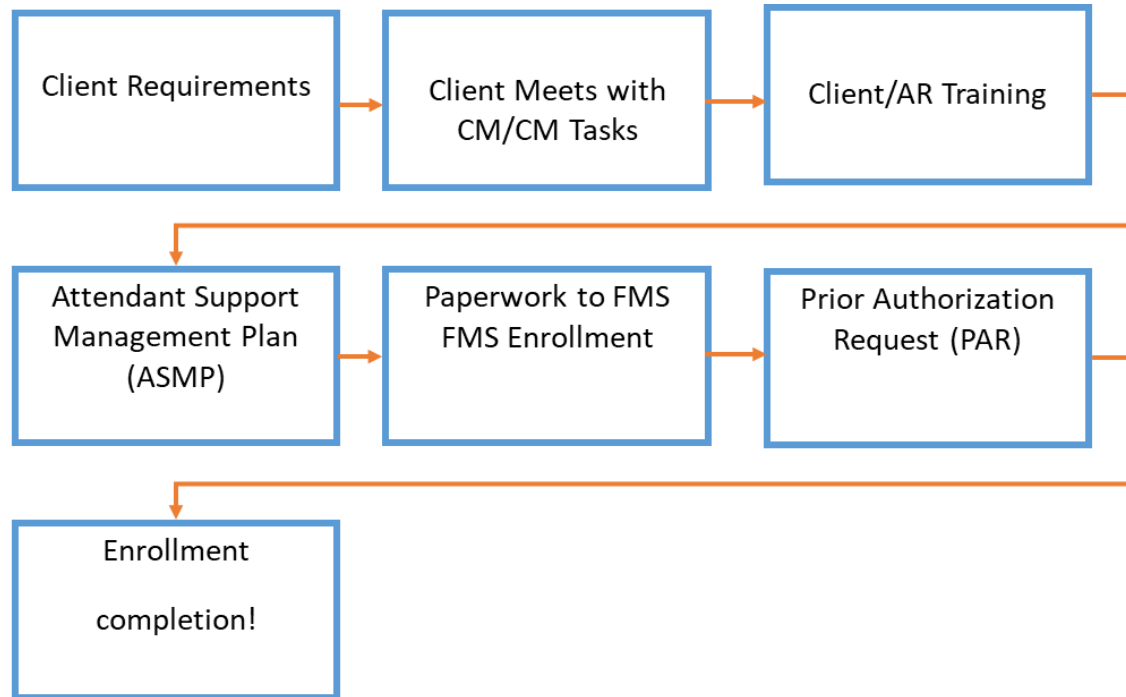 Client Requirements
Client Meets with
CM/CM Tasks
Client/AR Training
Attendant Support
Management Plan
(ASMP)
Paperwork to FMS
FMS Enrollment
Prior Authorization
Request (PAR)
Enrollment
completion!